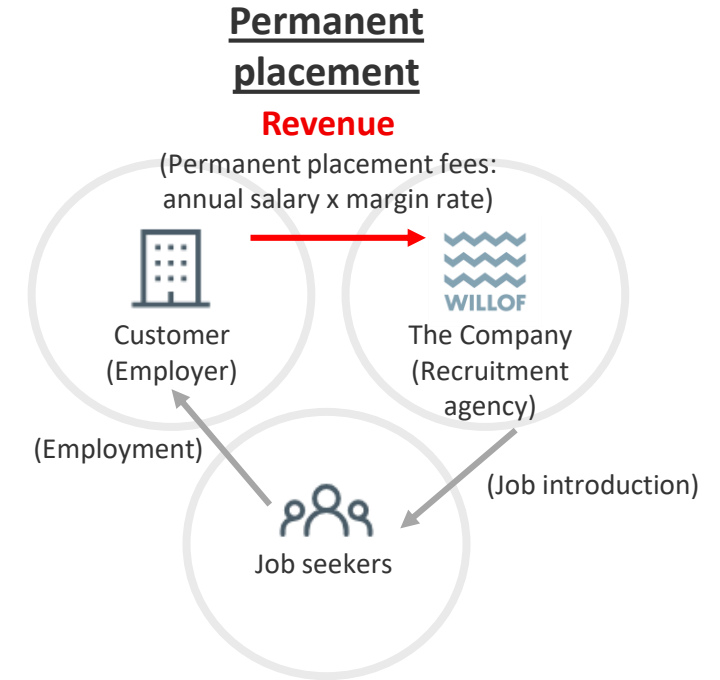 Permanent
placement
Revenue
(Permanent placement fees:
annual salary x margin rate)
WILLOF
Customer
(Employer)
The Company
(Recruitment
agency)
(Employment)
(Job introduction)
Job seekers